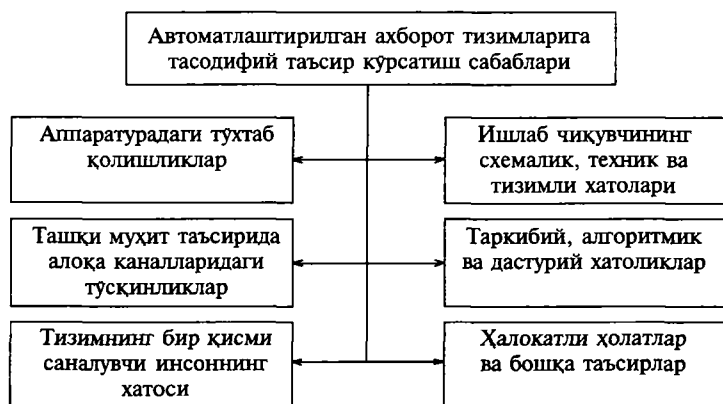 Автоматлаштирилган ахборот тизимларига
тасодифий таъсир кўрсатиш сабаблари
Аппаратурадаги тўхтаб
қолишликлар
Ишлаб чиқувчининг
схемалик, техник ва
тизимли хатолари
Ташқи муҳит таъсирида
алоқа каналларидаги
тўсқинликлар
Таркибий, алгоритмик
ва дастурий хатоликлар
Тизимнинг бир қисми
саналувчи инсоннинг
хатоси
Ҳалокатли ҳолатлар
ва бошқа таъсирлар